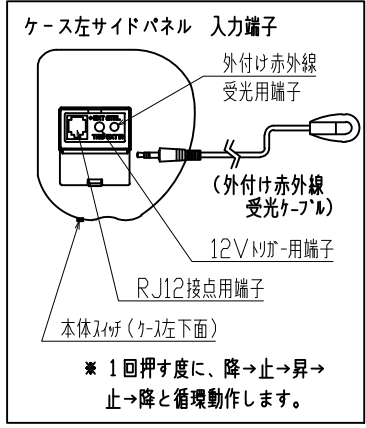 ケース左サイドパネル 入力端子
外付け赤外線
受光用端子
(外付け赤外線
受光ケーブル)
12Vトリガー用端子
RJ12接点用端子
本体スイッチ(ケース左下面)
※ 1回押す度に、降→止→昇→
止→降と循環動作します。